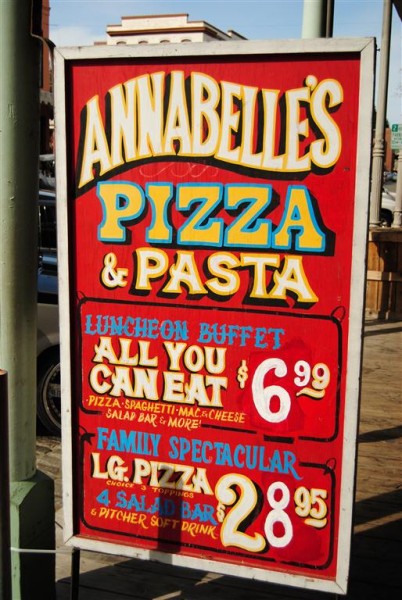 ANNABELLE'S
PIZZA
& PASTA
LUNCHEON BUFFET
ALL YOU
CAN EAT
$6.99
·PIZZA·SPAGHETTI·MAC & CHEESE
SALAD BAR & MORE!
FAMILY SPECTACULAR
LG. PIZZA
CHOICE 3 TOPPINGS
4 SALAD BAR
& PITCHER SOFT DRINK
$28.95